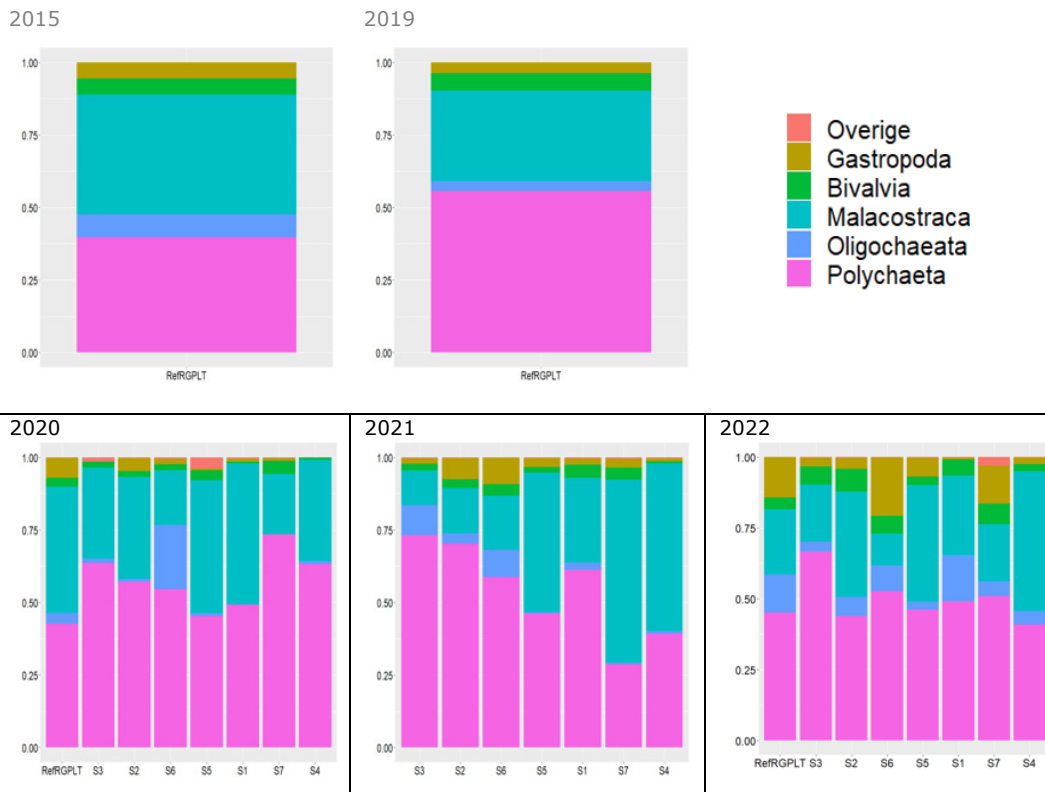 2015 2019
1.00
0.75
0.50
0.25
0.00
RefRGPLT
1.00
0.75
0.50
0.25
0.00
RefRGPLT
Overige
Gastropoda
Bivalvia
Malacostraca
Oligochaeata
Polychaeta
2020
1.00
0.75
0.50
0.25
0.00
RefRGPLT S3 S2 S6 S5 S1 S7 S4
2021
1.00
0.75
0.50
0.25
0.00
S3 S2 S6 S5 S1 S7 S4
2022
1.00
0.75
0.50
0.25
0.00
RefRGPLT S3 S2 S6 S5 S1 S7 S4